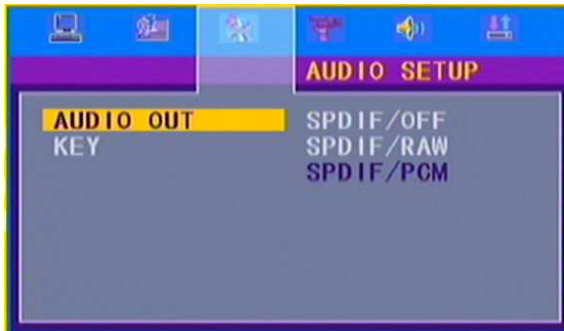 AUDIO SETUP
AUDIO OUT
KEY
SPDIF/OFF
SPDIF/RAW
SPDIF/PCM